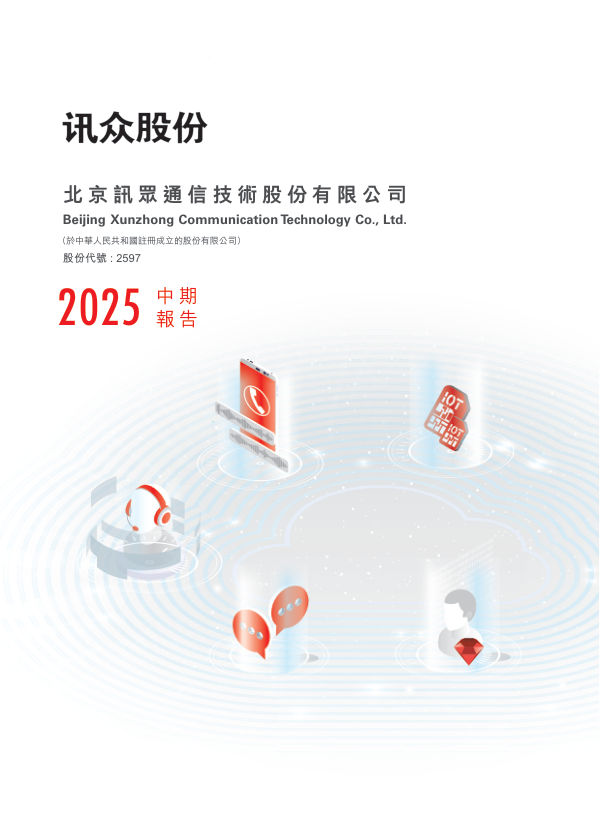 讯众股份
北京訊眾通信技術股份有限公司
Beijing Xunzhong Communication Technology Co., Ltd.
（於中華人民共和國註冊成立的股份有限公司）
股份代號 : 2597
2025 中期
報告
IOT
IOT